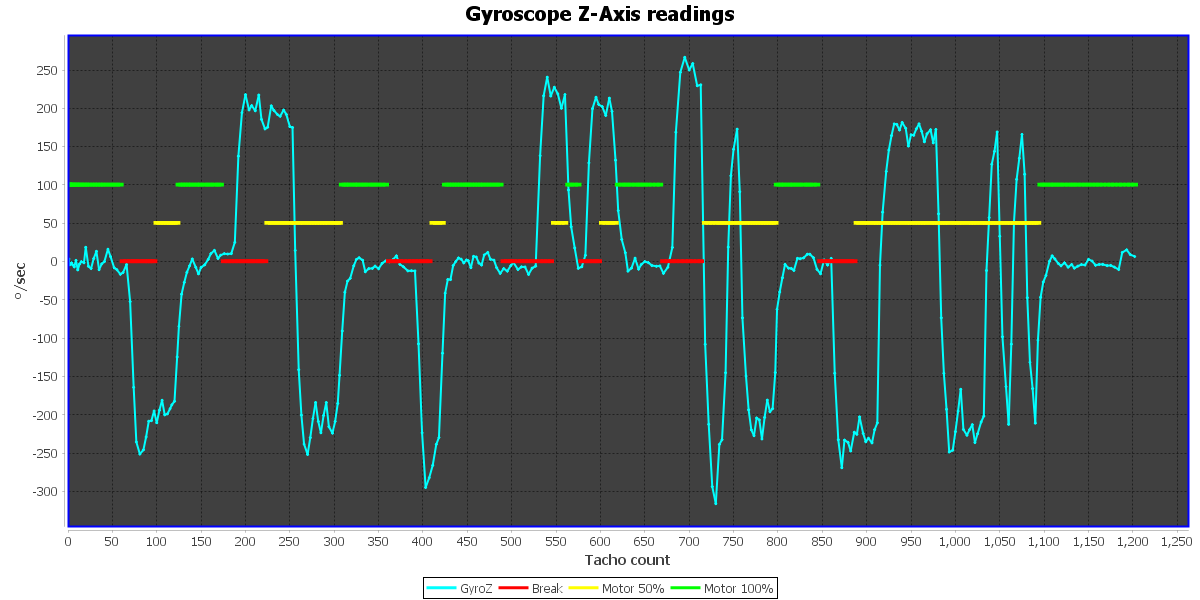 Gyroscope Z-Axis readings
250
200
150
100
50
0
-50
-100
-150
-200
-250
-300
°/sec
0 50 100 150 200 250 300 350 400 450 500 550 600 650 700 750 800 850 900 950 1,000 1,050 1,100 1,150 1,200 1,250
Tacho count
GyroZ Break Motor 50% Motor 100%